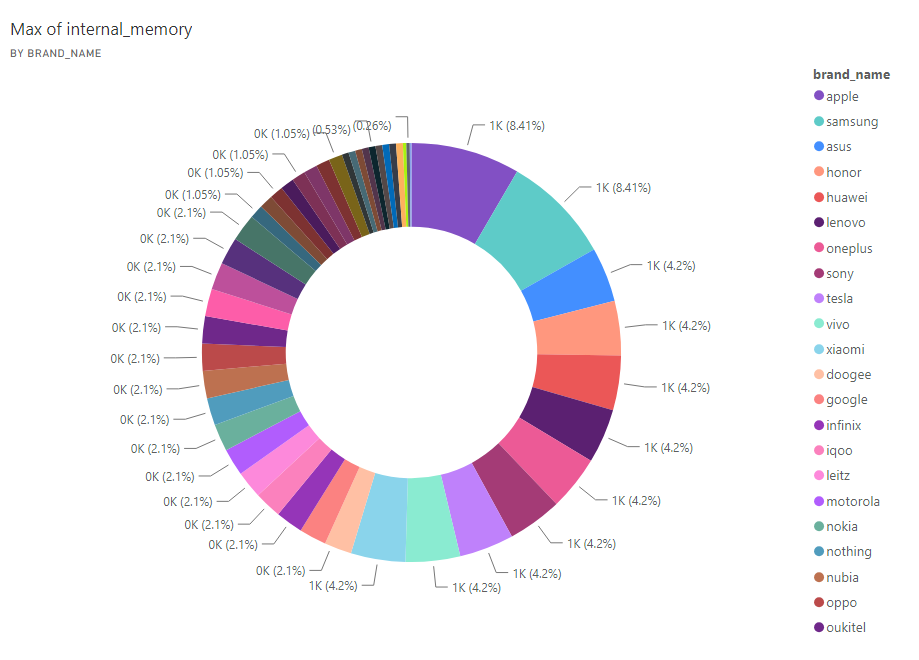 Max of internal_memory
BY BRAND_NAME
1K (8.41%)
1K (8.41%)
1K (4.2%)
1K (4.2%)
1K (4.2%)
1K (4.2%)
1K (4.2%)
1K (4.2%)
1K (4.2%)
1K (4.2%)
1K (4.2%)
0K (2.1%)
0K (2.1%)
0K (2.1%)
0K (2.1%)
0K (2.1%)
0K (2.1%)
0K (2.1%)
0K (2.1%)
0K (2.1%)
0K (2.1%)
0K (2.1%)
0K (2.1%)
0K (2.1%)
0K (2.1%)
0K (1.05%)
0K (1.05%)
0K (1.05%)
0K (1.05%)
(0.53%)
(0.26%)
brand_name
apple
samsung
asus
honor
huawei
lenovo
oneplus
sony
tesla
vivo
xiaomi
doogee
google
infinix
iqoo
leitz
motorola
nokia
nothing
nubia
oppo
oukitel